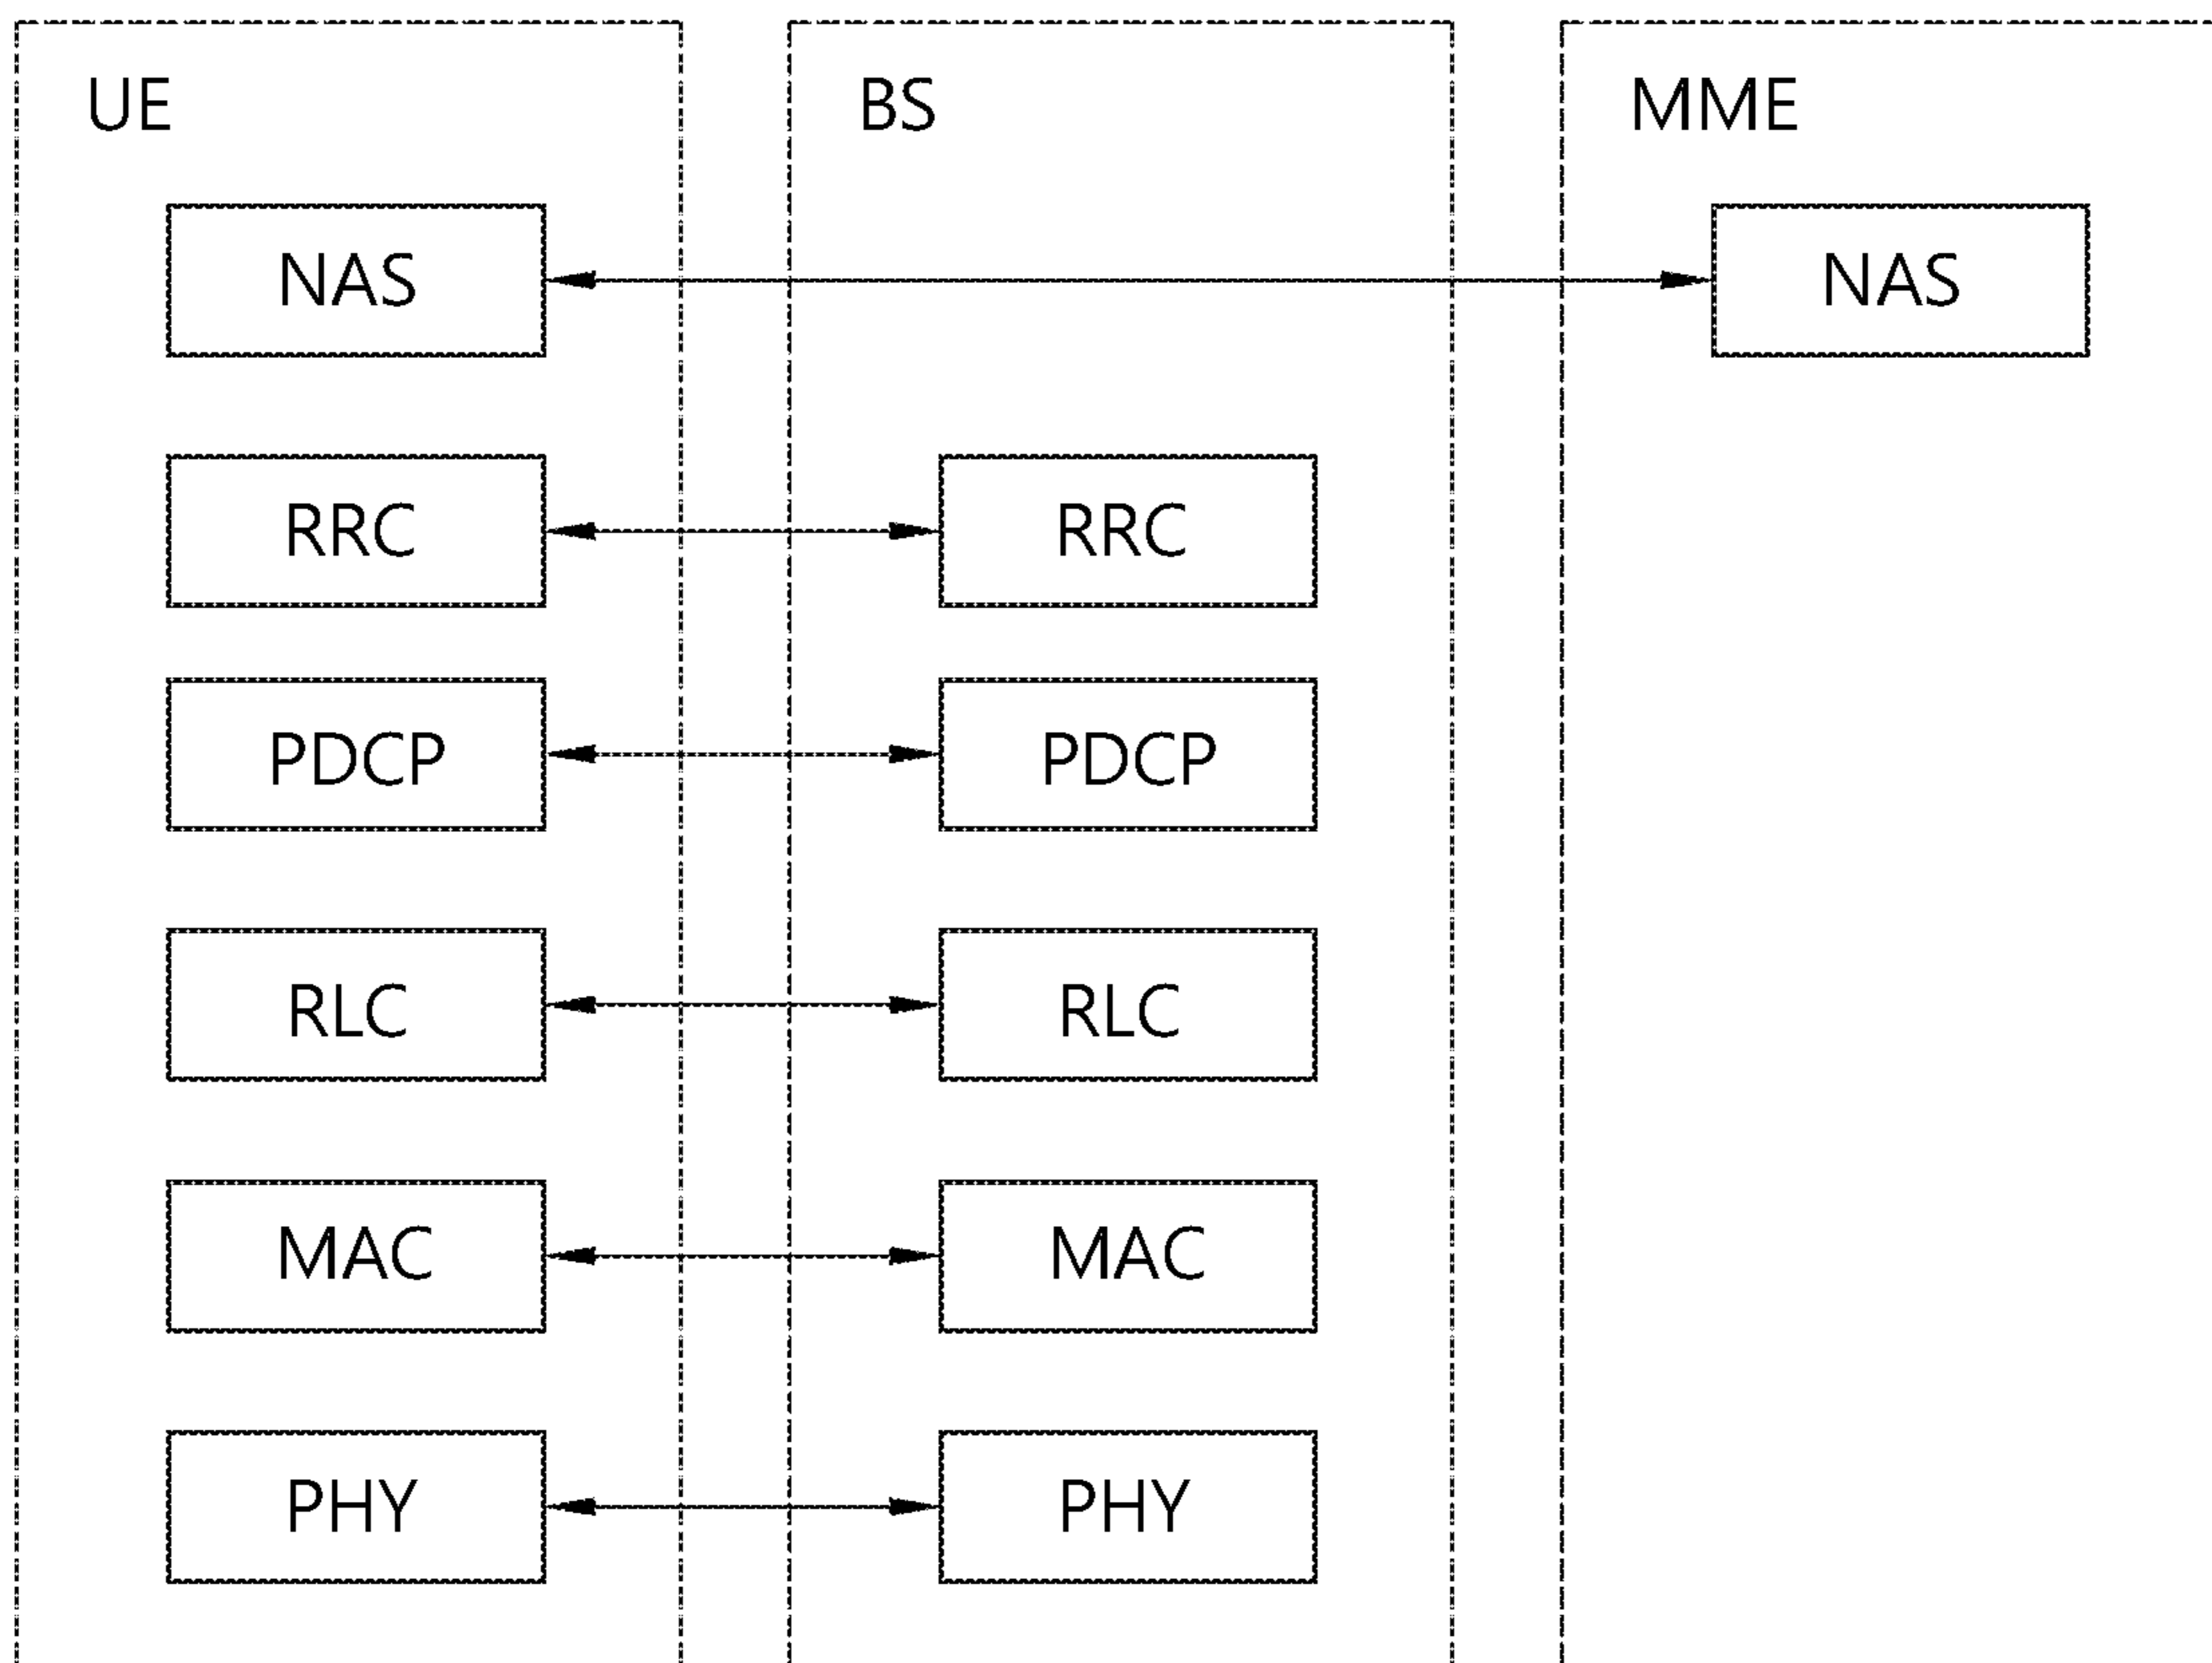 UE
BS
MME
NAS
NAS
RRC
RRC
PDCP
PDCP
RLC
RLC
MAC
MAC
PHY
PHY